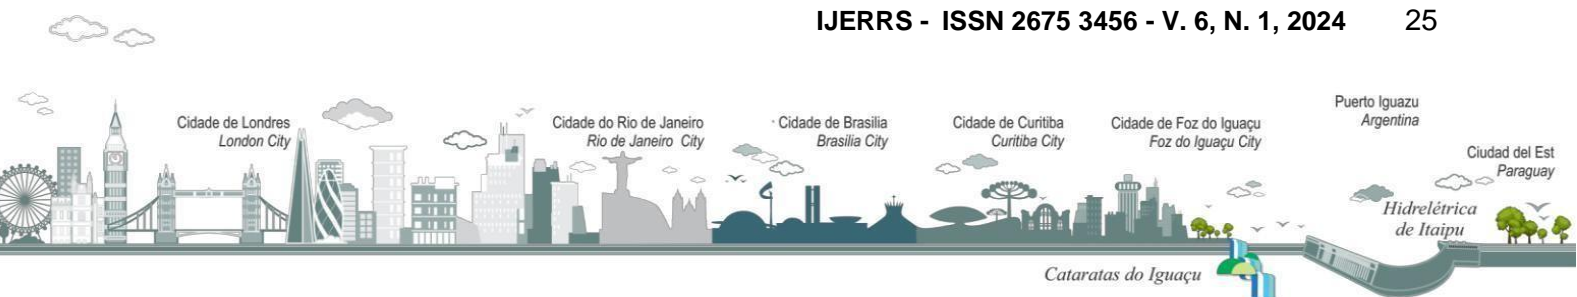 IJERRS - ISSN 2675 3456 - V. 6, N. 1, 2024 25
Cidade de Londres
London City
Cidade do Rio de Janeiro
Rio de Janeiro City
Cidade de Brasilia
Brasilia City
Cidade de Curitiba
Curitiba City
Cidade de Foz do Iguaçu
Foz do Iguaçu City
Puerto Iguazu
Argentina
Ciudad del Est
Paraguay
Hidrelétrica
de Itaipu
Cataratas do Iguaçu